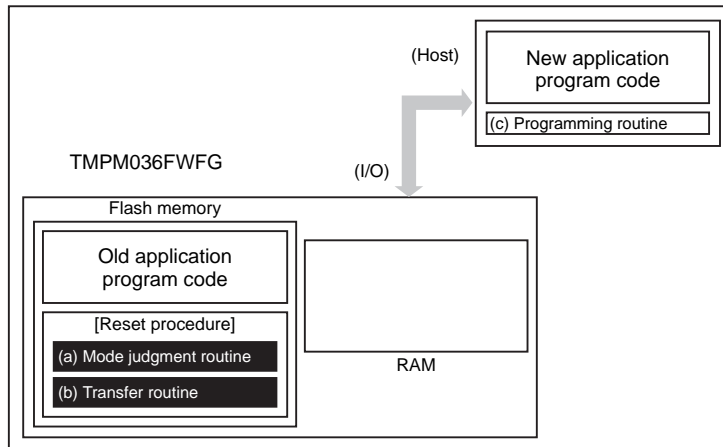 (Host)
New application
program code
(c) Programming routine
TMPM036FWFG
(I/O)
Flash memory
Old application
program code
[Reset procedure]
(a) Mode judgment routine
(b) Transfer routine
RAM